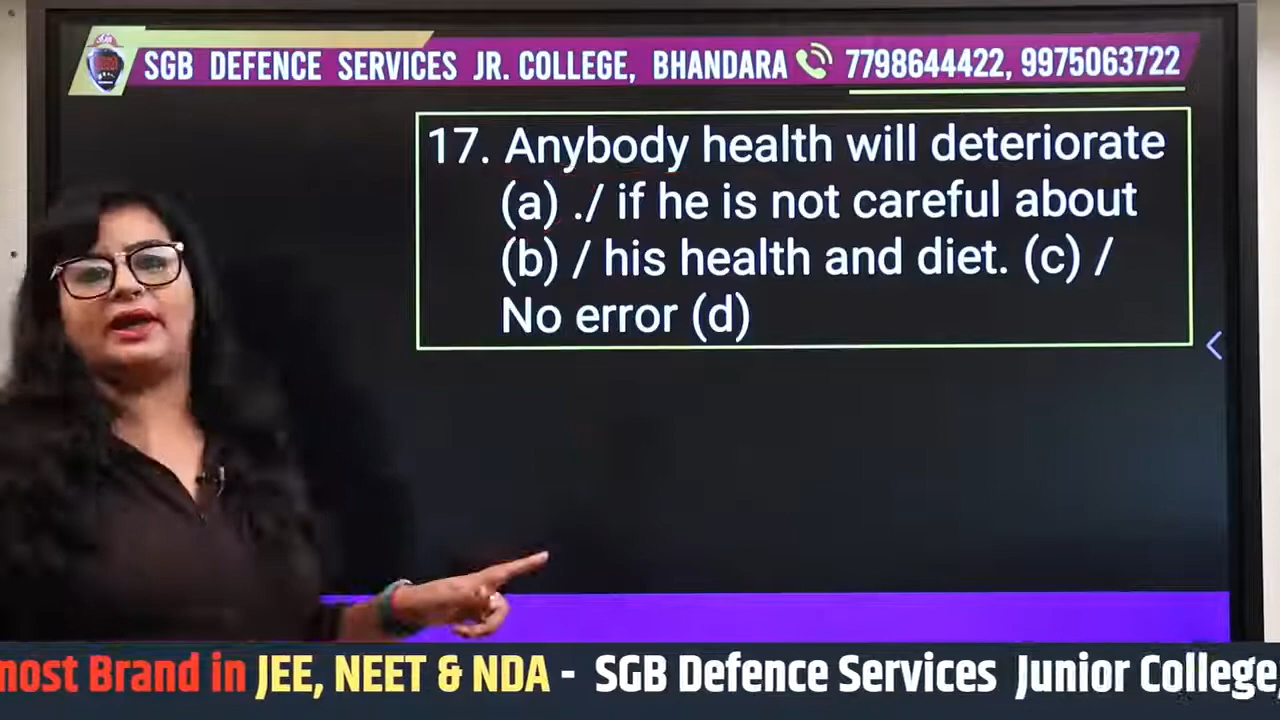 SGB DEFENCE SERVICES JR. COLLEGE, BHANDARA 7798644422, 9975063722
17. Anybody health will deteriorate
(a) ./ if he is not careful about
(b) / his health and diet. (c) /
No error (d)
most Brand in JEE, NEET & NDA - SGB Defence Services Junior College,